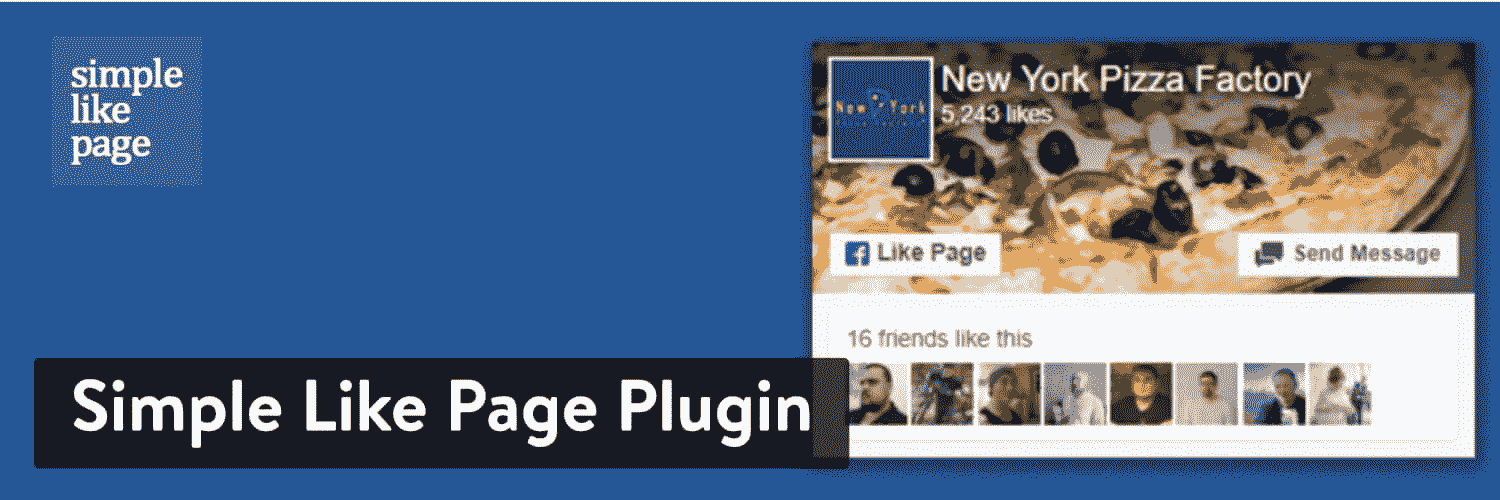 simple
like
page
New York Pizza Factory
5,243 likes
New York
Like Page
Send Message
16 friends like this
Simple Like Page Plugin